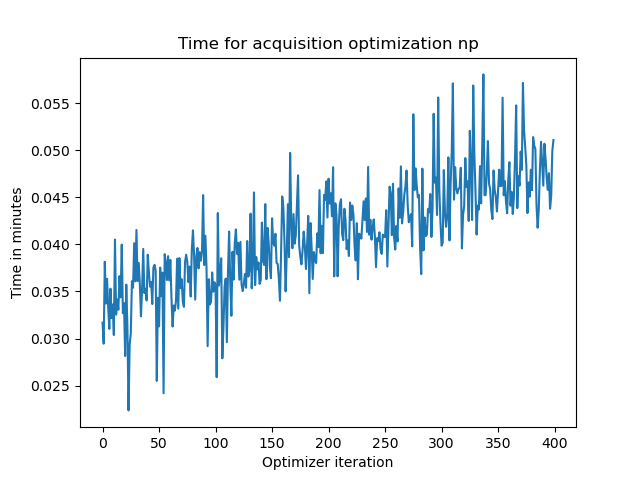 Time for acquisition optimization np
0.055
0.050
0.045
0.040
0.035
0.030
0.025
Time in minutes
0 50 100 150 200 250 300 350 400
Optimizer iteration